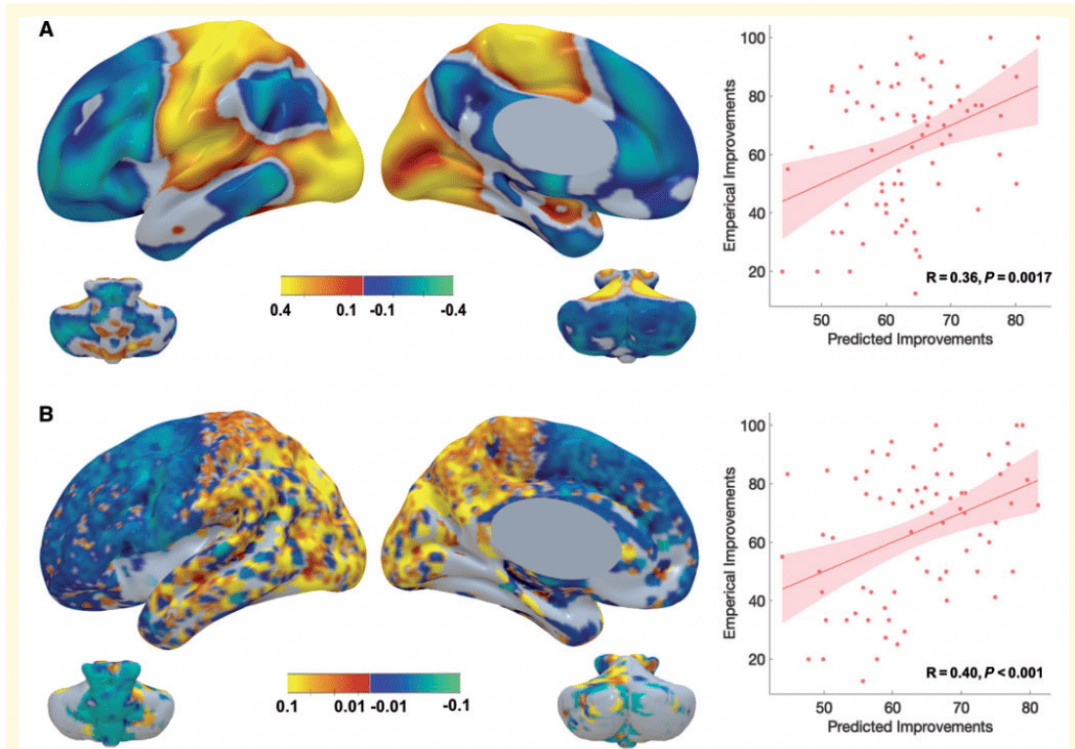 A
100
80
60
40
20
Emperical Improvements
R = 0.36, P = 0.0017
50 60 70 80
Predicted Improvements
0.4 0.1 -0.1 -0.4
B
100
80
60
40
20
Emperical Improvements
R = 0.40, P < 0.001
50 60 70 80
Predicted Improvements
0.1 0.01 -0.01 -0.1